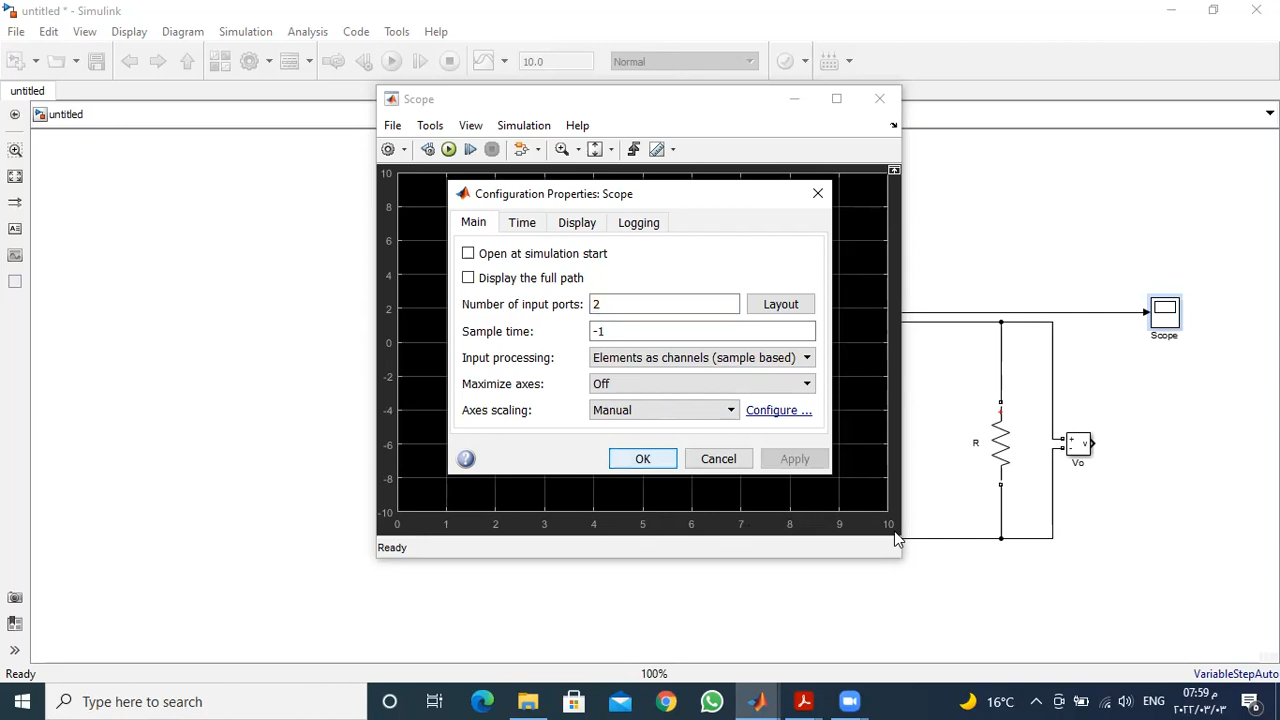 untitled * - Simulink
File Edit View Display Diagram Simulation Analysis Code Tools Help
10.0 Normal
untitled
untitled
Scope
File Tools View Simulation Help
Configuration Properties: Scope
Main Time Display Logging
Open at simulation start
Display the full path
Number of input ports: 2 Layout
Sample time: -1
Input processing: Elements as channels (sample based)
Maximize axes: Off
Axes scaling: Manual Configure ...
OK Cancel Apply
10
8
6
4
2
0
-2
-4
-6
-8
-10
0 1 2 3 4 5 6 7 8 9 10
Ready
Scope
R
+
-
v
Vo
Ready 100% VariableStepAuto
Type here to search
16°C
ENG
07:59 م
٢٠٢٢/٠٣/٠٣
6